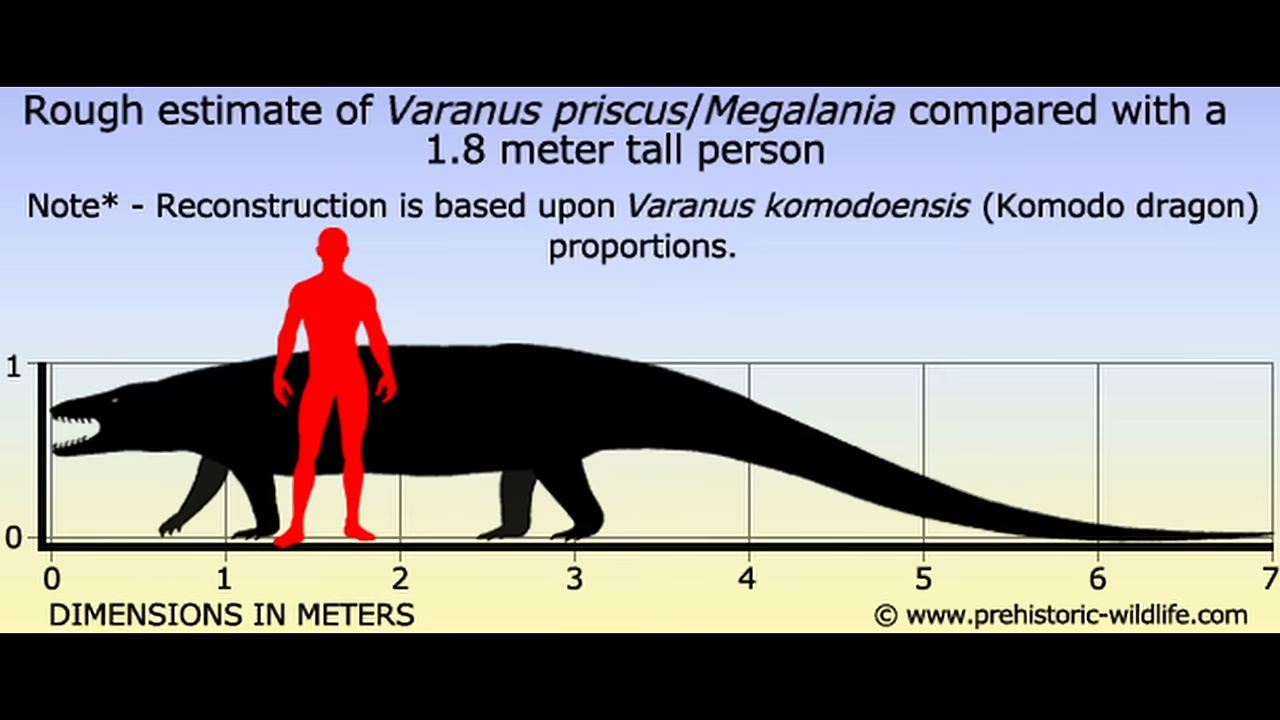 Rough estimate of Varanus priscus/Megalania compared with a
1.8 meter tall person
Note* - Reconstruction is based upon Varanus komodoensis (Komodo dragon)
proportions.
1
0
0 1 2 3 4 5 6 7
DIMENSIONS IN METERS
© www.prehistoric-wildlife.com